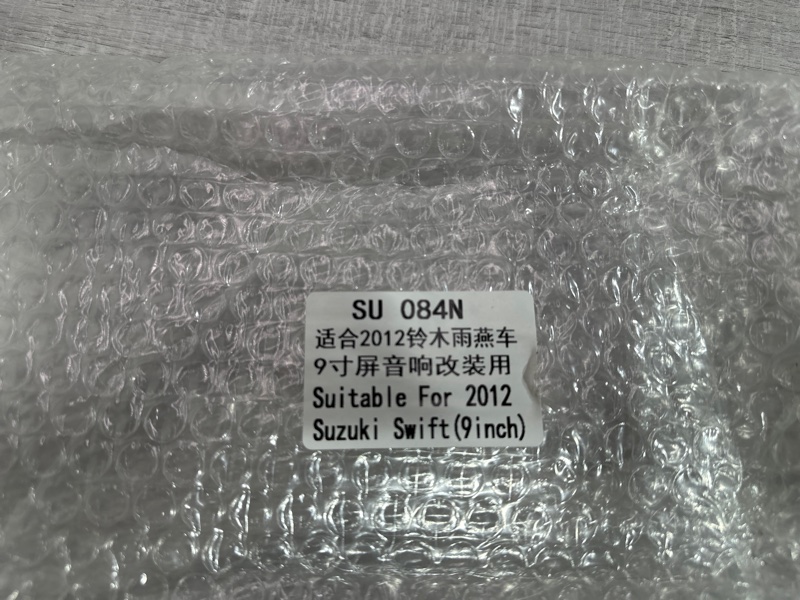 SU 084N
适合2012铃木雨燕车
9寸屏音响改装用
Suitable For 2012
Suzuki Swift(9inch)